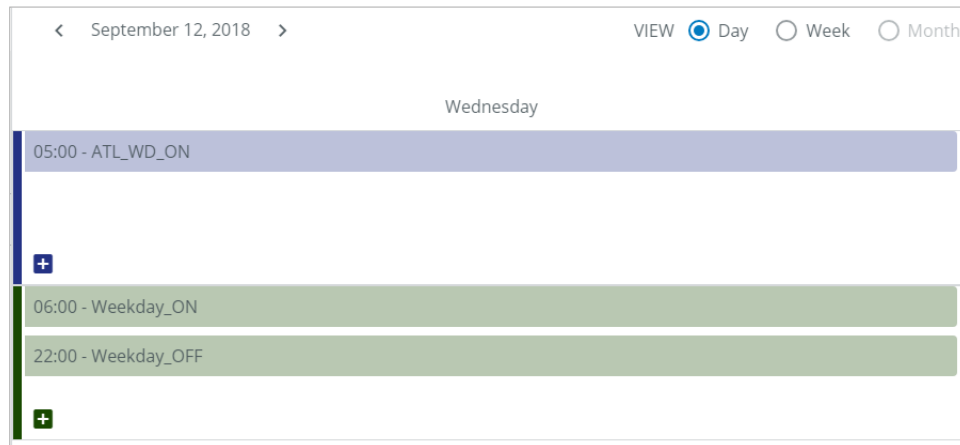 September 12, 2018 VIEW Day Week Month
Wednesday
05:00 - ATL_WD_ON
06:00 - Weekday_ON
22:00 - Weekday_OFF